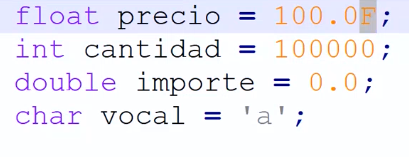 float precio = 100.0F;
int cantidad = 100000;
double importe = 0.0;
char vocal = 'a';